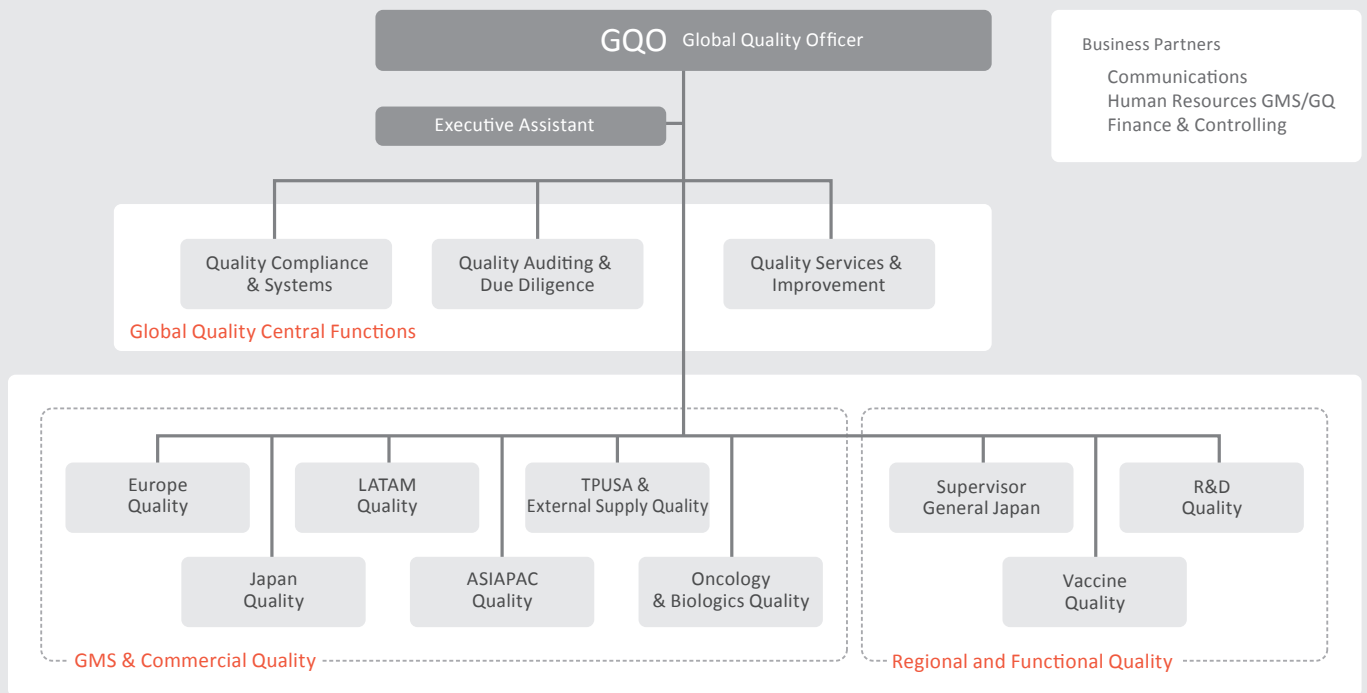 GQO Global Quality Officer
Business Partners
Communications
Human Resources GMS/GQ
Finance & Controlling
Executive Assistant
Quality Compliance
& Systems
Quality Auditing &
Due Diligence
Quality Services &
Improvement
Global Quality Central Functions
Europe
Quality
LATAM
Quality
TPUSA &
External Supply Quality
Japan
Quality
ASIAPAC
Quality
Oncology
& Biologics Quality
GMS & Commercial Quality
Supervisor
General Japan
R&D
Quality
Vaccine
Quality
Regional and Functional Quality